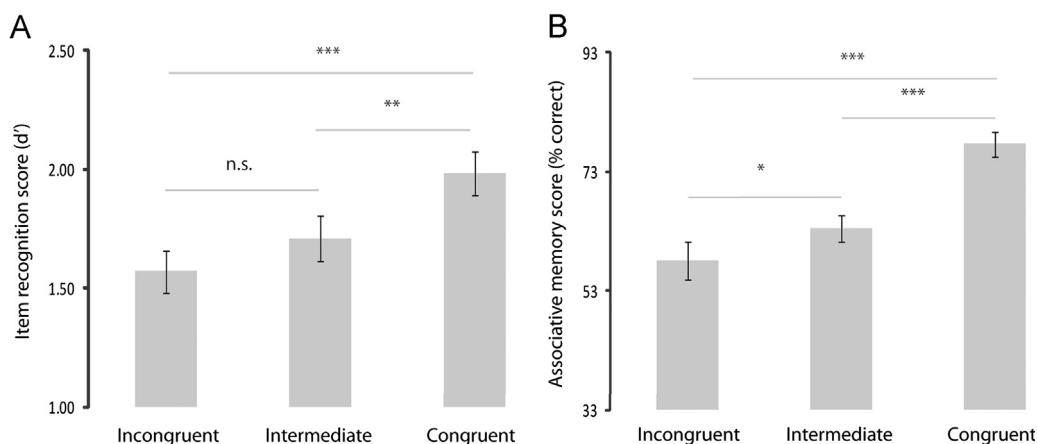 A
Item recognition score (d')
2.50
2.00
1.50
1.00
***
**
n.s.
Incongruent Intermediate Congruent
B
Associative memory score (% correct)
93
73
53
33
***
***
*
Incongruent Intermediate Congruent